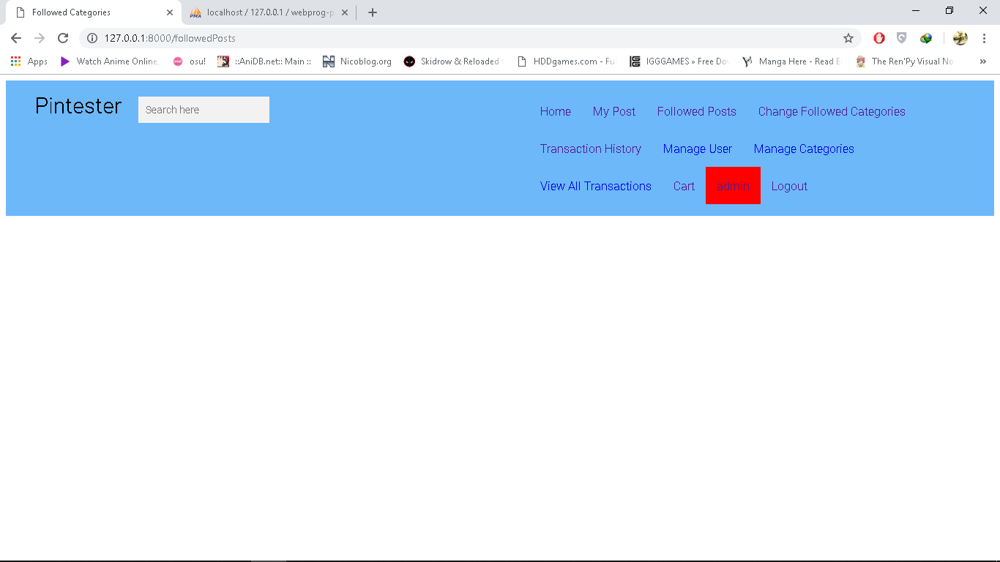 Followed Categories
localhost / 127.0.0.1 / webprog-p
127.0.0.1:8000/followedPosts
Apps Watch Anime Online, osu! ::AniDB.net:: Main :: Nicoblog.org Skidrow & Reloaded HDDgames.com - Fu IGGGAMES » Free Do Manga Here - Read E The Ren'Py Visual No »
Pintester Search here Home My Post Followed Posts Change Followed Categories
Transaction History Manage User Manage Categories
View All Transactions Cart admin Logout